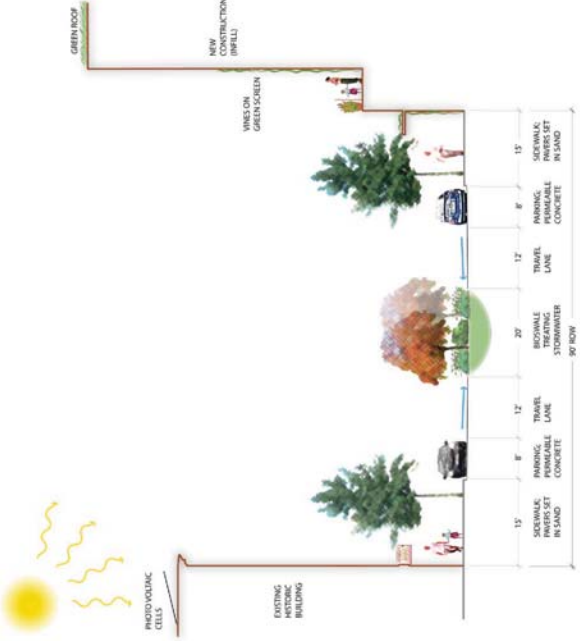 GREEN ROOF
NEW
CONSTRUCTION
(INFILL)
VINES ON
GREEN SCREEN
PHOTO VOLTAIC
CELLS
EXISTING
HISTORIC
BUILDING
15'
8'
12'
20'
12'
8'
15'
SIDEWALK:
PAVERS SET
IN SAND
PARKING:
PERMEABLE
CONCRETE
TRAVEL
LANE
BIOSWALE
TREATING
STORMWATER
TRAVEL
LANE
PARKING:
PERMEABLE
CONCRETE
SIDEWALK:
PAVERS SET
IN SAND
90' ROW